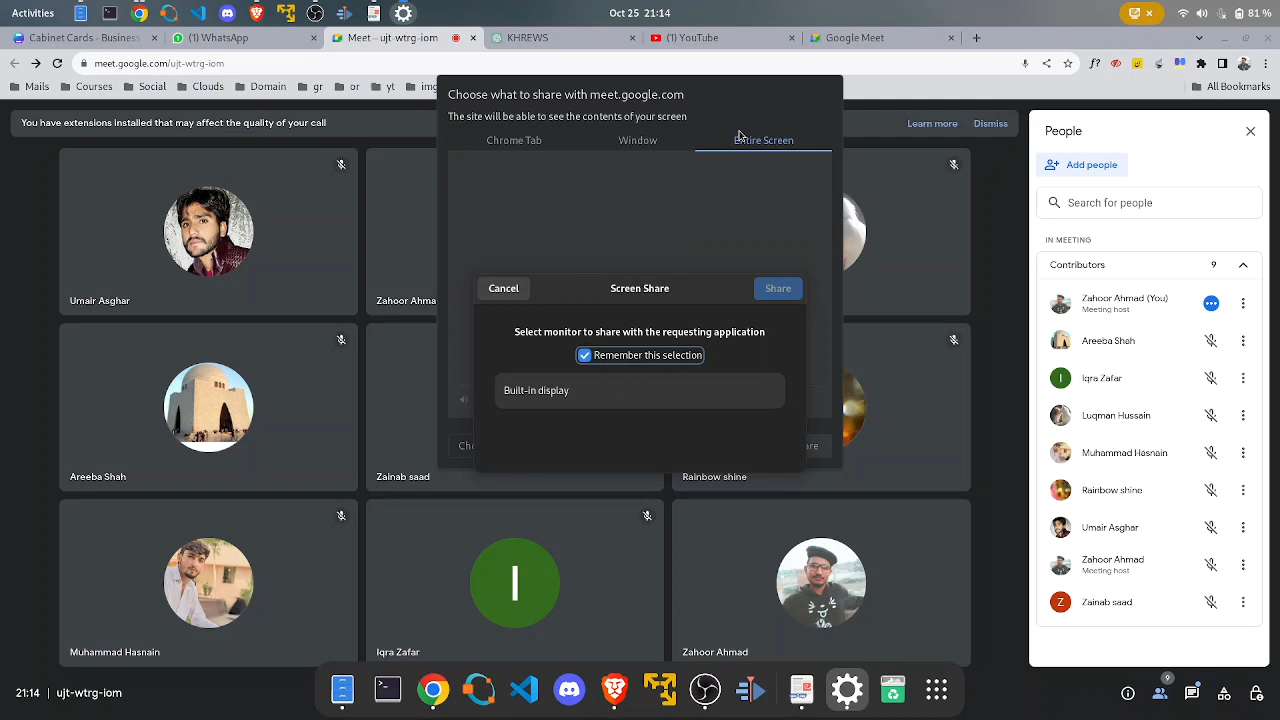 Activities
Oct 25 21:14
81 %
Cabinet Cards - Business
(1) WhatsApp
Meet – ujt-wtrg-iom
KHREWS
(1) YouTube
Google Meet
meet.google.com/ujt-wtrg-iom
Mails
Courses
Social
Clouds
Domain
gr
or
yt
All Bookmarks
Choose what to share with meet.google.com
The site will be able to see the contents of your screen
Chrome Tab
Window
Entire Screen
You have extensions installed that may affect the quality of your call
Learn more
Dismiss
Cancel
Screen Share
Share
Select monitor to share with the requesting application
Remember this selection
Built-in display
Umair Asghar
Areeba Shah
Zainab saad
Rainbow shine
Muhammad Hasnain
I
Iqra Zafar
Zahoor Ahmad
People
Add people
Search for people
IN MEETING
Contributors
9
Zahoor Ahmad (You)
Meeting host
Areeba Shah
I
Iqra Zafar
Luqman Hussain
Muhammad Hasnain
Rainbow shine
Umair Asghar
Zahoor Ahmad
Meeting host
Z
Zainab saad
21:14
ujt-wtrg-iom
9